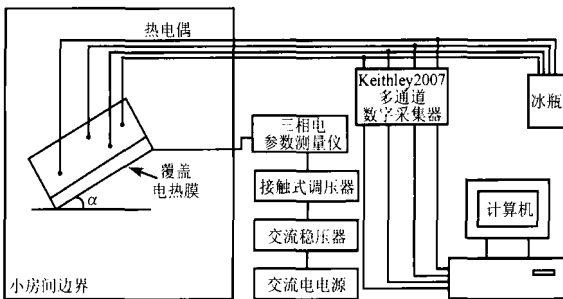 热电偶
Keithley2007
多通道
数字采集器
冰瓶
三相电
参数测量仪
覆盖
电热膜
α
接触式调压器
计算机
交流稳压器
小房间边界
交流电电源